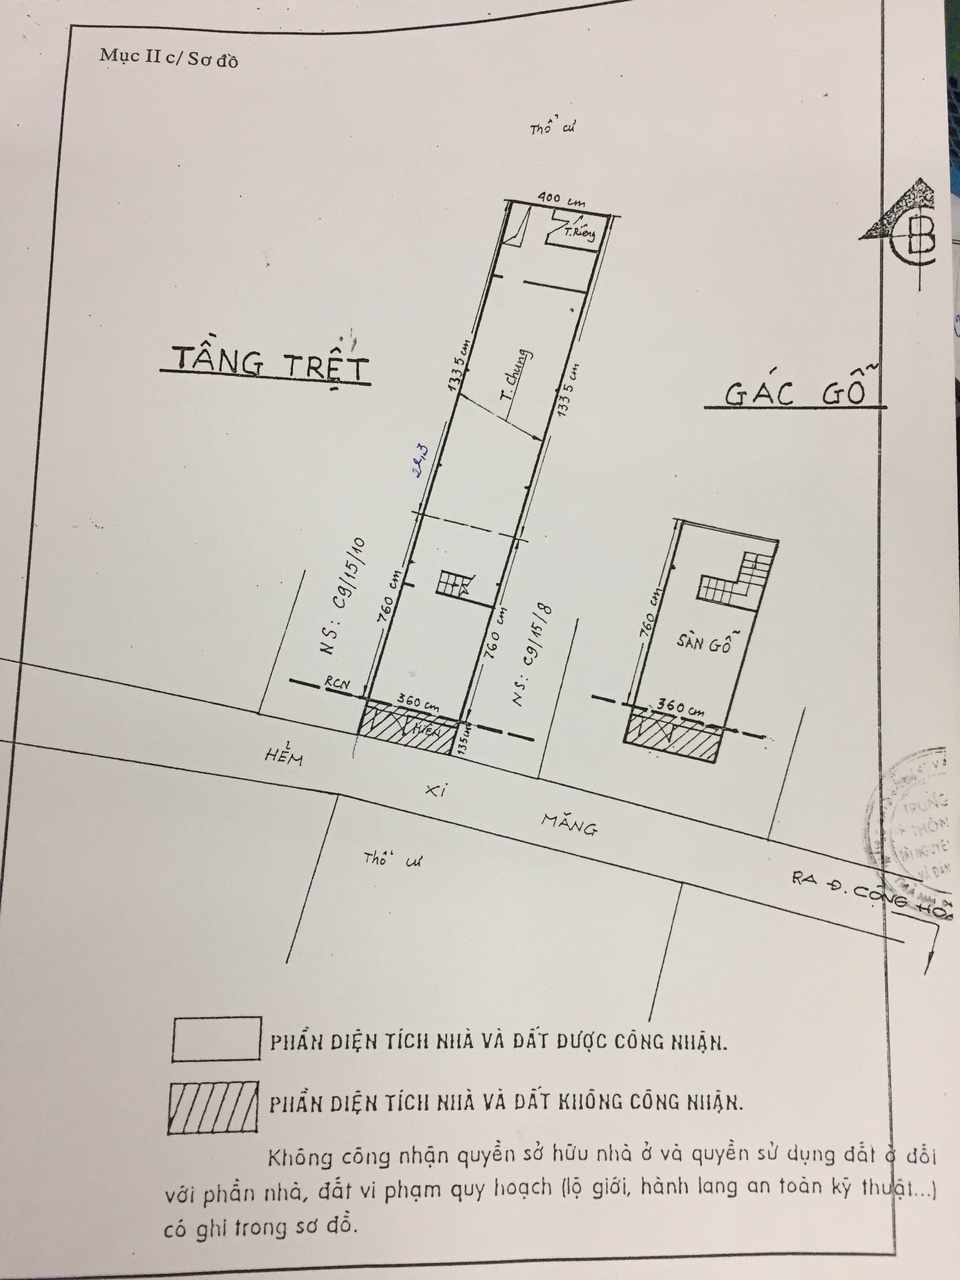 Mục II c/ Sơ đồ
Thổ cư
400 cm
T. Riêng
B
TẦNG TRỆT
1335 cm
T. Chung
1335 cm
GÁC GỖ
NS: C9/15/10
760 cm
760 cm
NS: C9/15/8
760 cm
SÀN GỖ
RCN
360 cm
HIÊN
135 cm
360 cm
HẺM
XI
MĂNG
Thổ cư
RA Đ. CỘNG HÒ
TRUNG
THÔN
PHẦN DIỆN TÍCH NHÀ VÀ ĐẤT ĐƯỢC CÔNG NHẬN.
PHẦN DIỆN TÍCH NHÀ VÀ ĐẤT KHÔNG CÔNG NHẬN.
Không công nhận quyền sở hữu nhà ở và quyền sử dụng đất ở đối
với phần nhà, đất vi phạm quy hoạch (lộ giới, hành lang an toàn kỹ thuật...)
có ghi trong sơ đồ.